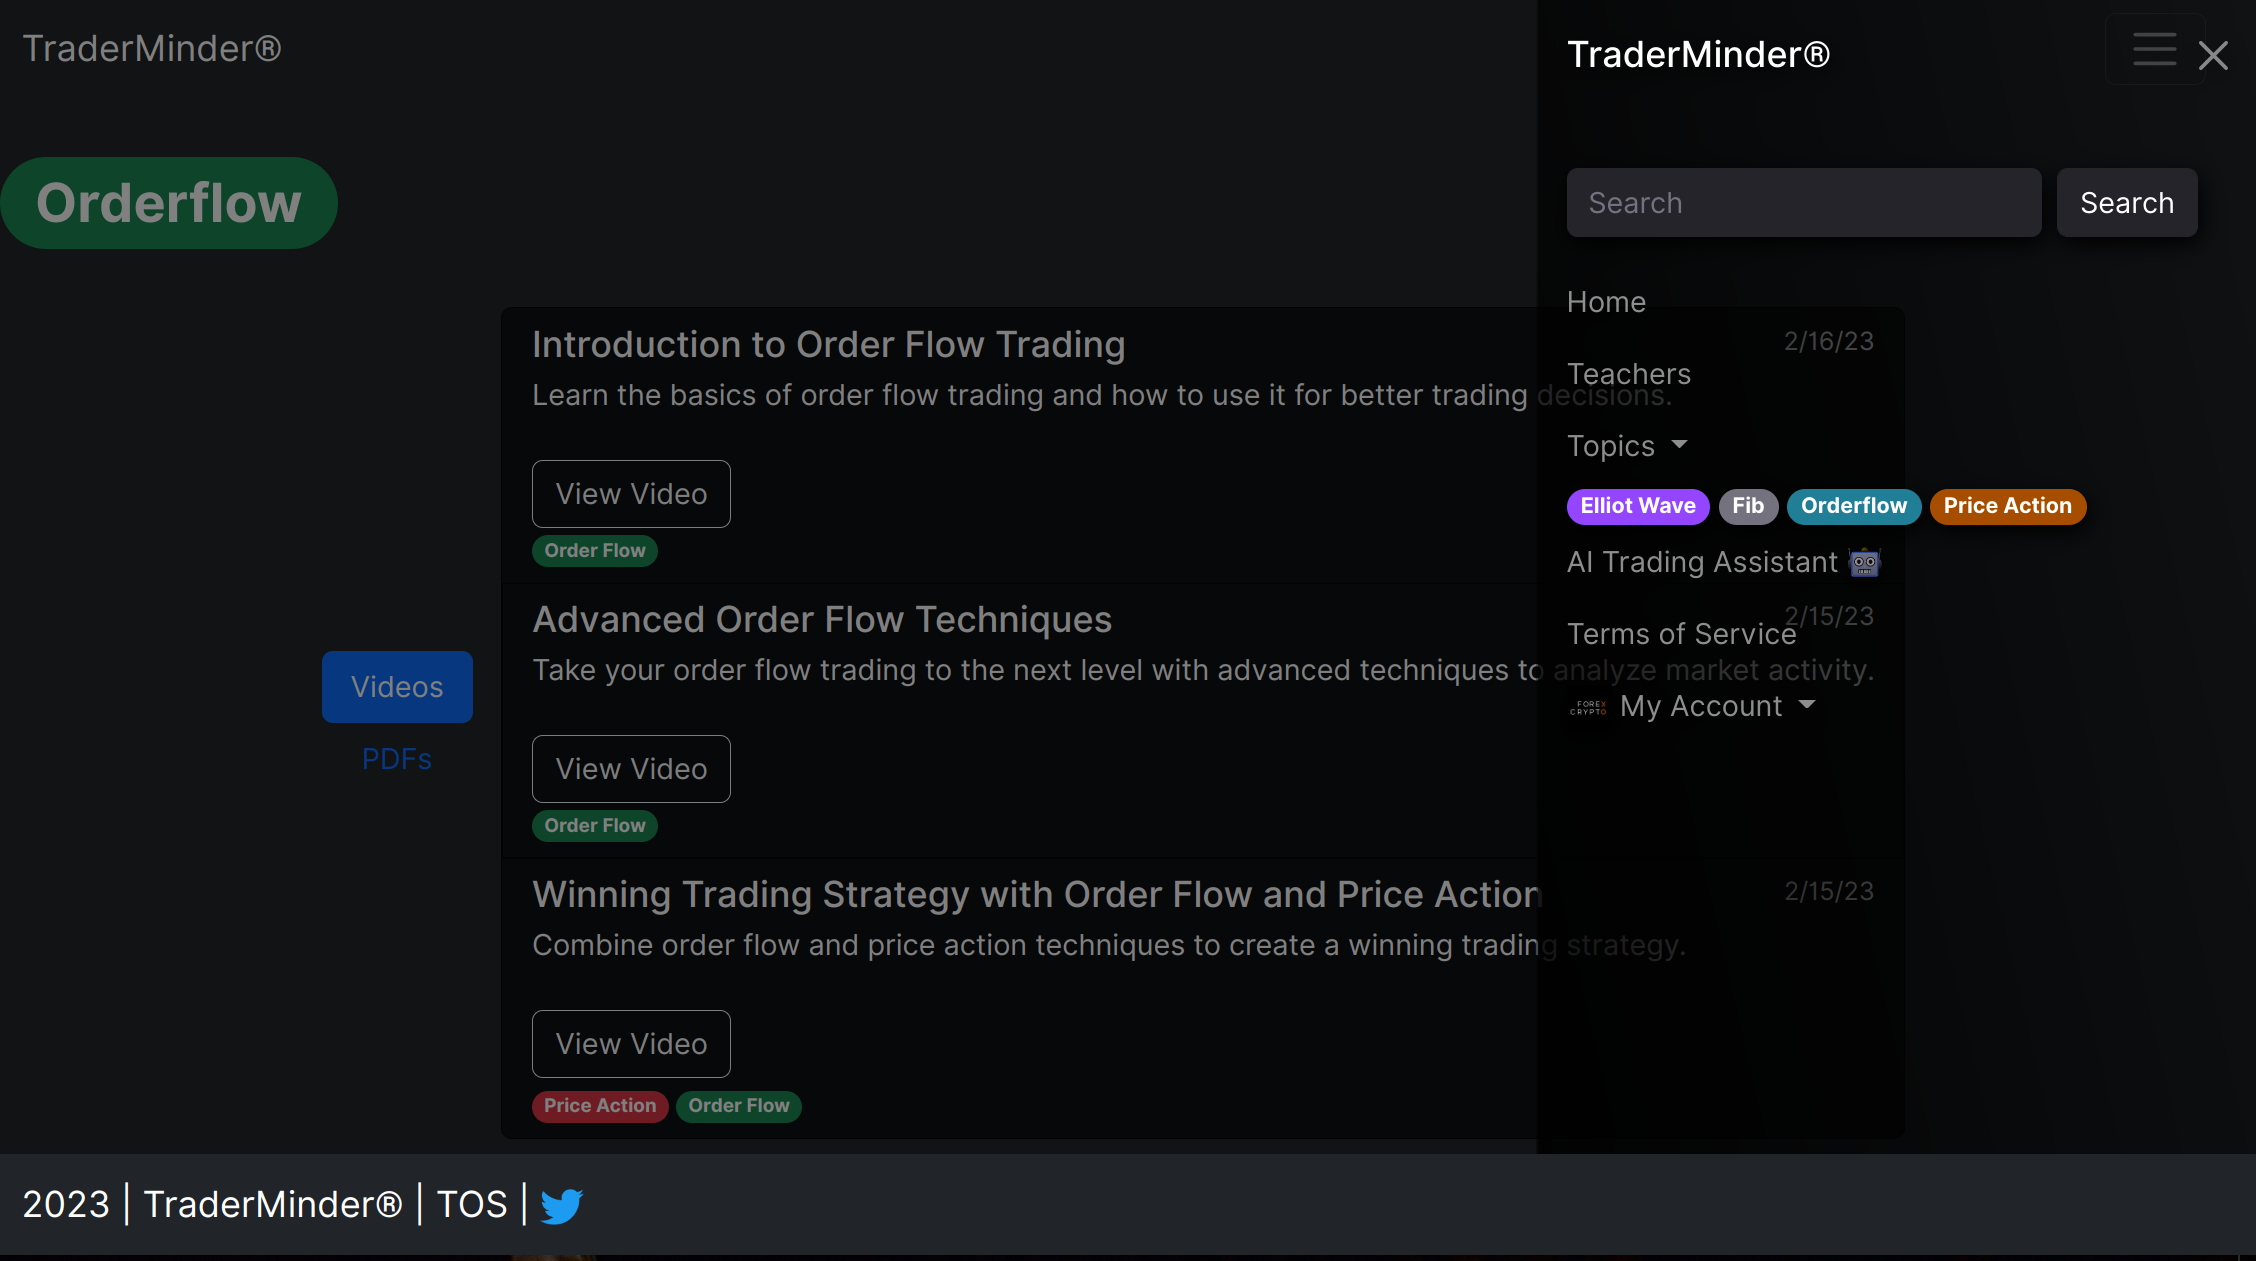 TraderMinder®
Orderflow
Introduction to Order Flow Trading
2/16/23
Learn the basics of order flow trading and how to use it for better trading decisions.
View Video
Order Flow
Advanced Order Flow Techniques
2/15/23
Take your order flow trading to the next level with advanced techniques to analyze market activity.
View Video
Order Flow
Winning Trading Strategy with Order Flow and Price Action
2/15/23
Combine order flow and price action techniques to create a winning trading strategy.
View Video
Price Action Order Flow
Videos
PDFs
TraderMinder®
Search Search
Home
Teachers
Topics
Elliot Wave Fib Orderflow Price Action
AI Trading Assistant
Terms of Service
FOREX
CRYPTO
My Account
2023 | TraderMinder® | TOS |